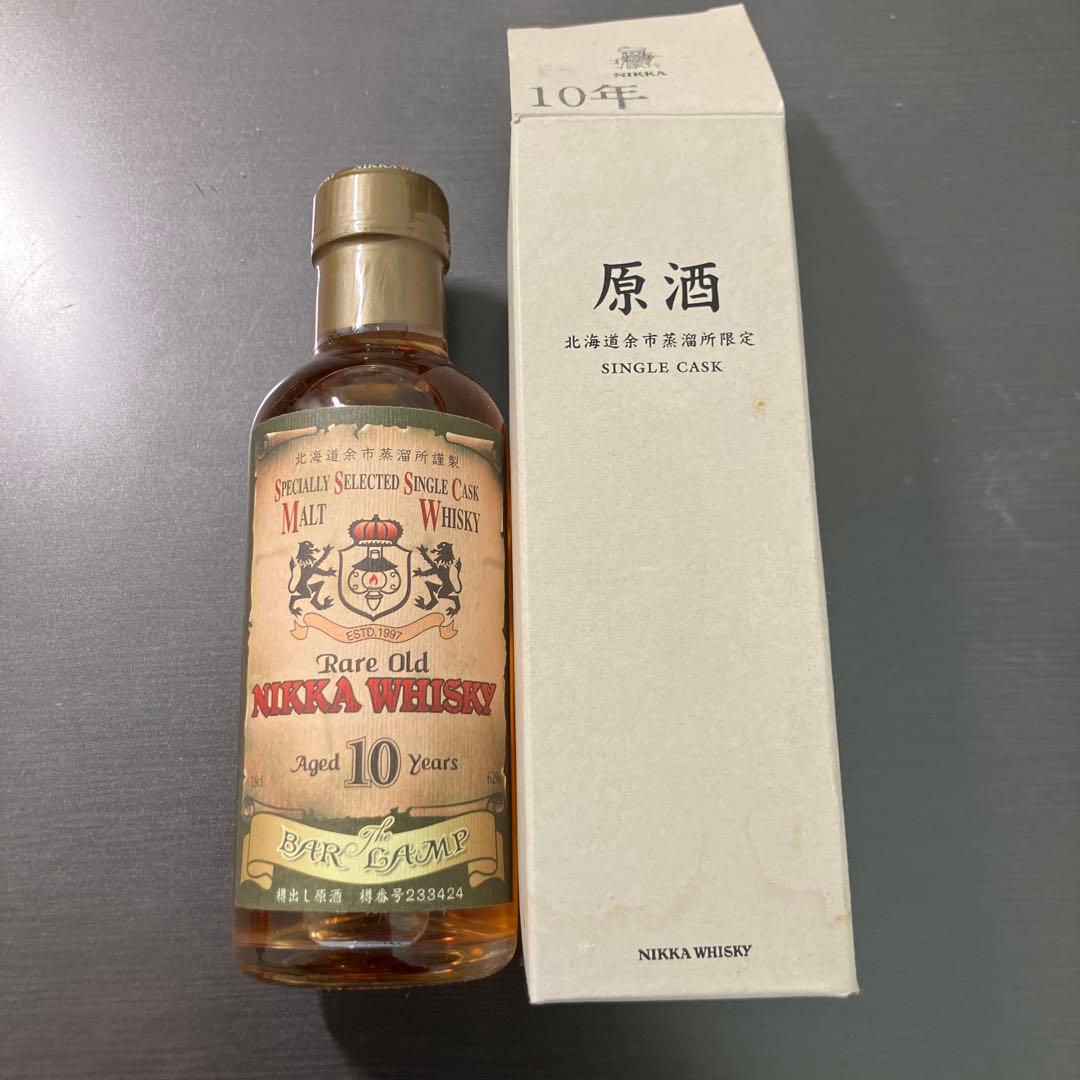 NIKKA WHISKY
北海道余市蒸溜所謹製
SPECIALLY SELECTED SINGLE CASK
MALT WHISKY
ESTD,1997
Rare Old
NIKKA WHISKY
Aged 10 Years
18cl 62%
The
BAR LAMP
樽出し原酒 樽番号233424
NIKKA
10年
原酒
北海道余市蒸溜所限定
SINGLE CASK
NIKKA WHISKY